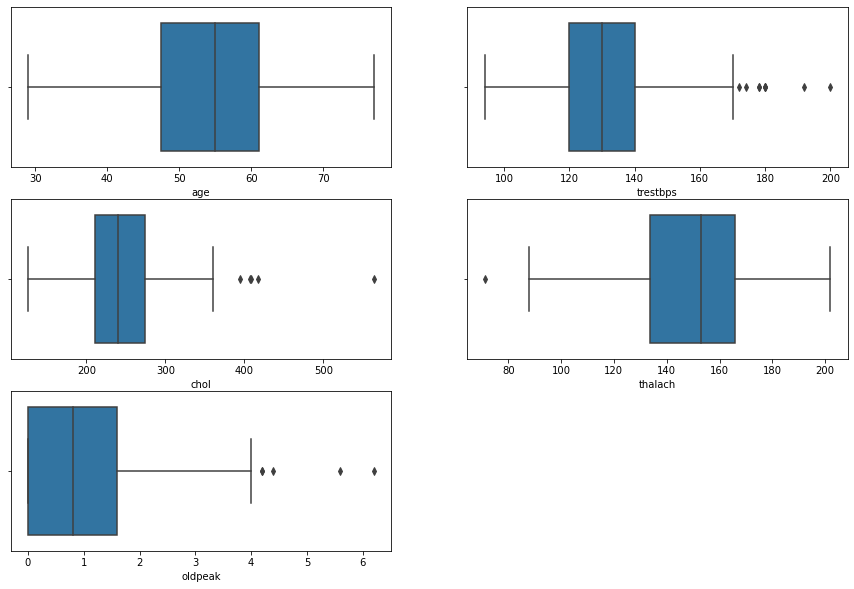 30 40 50 60 70
age
100 120 140 160 180 200
trestbps
200 300 400 500
chol
80 100 120 140 160 180 200
thalach
0 1 2 3 4 5 6
oldpeak